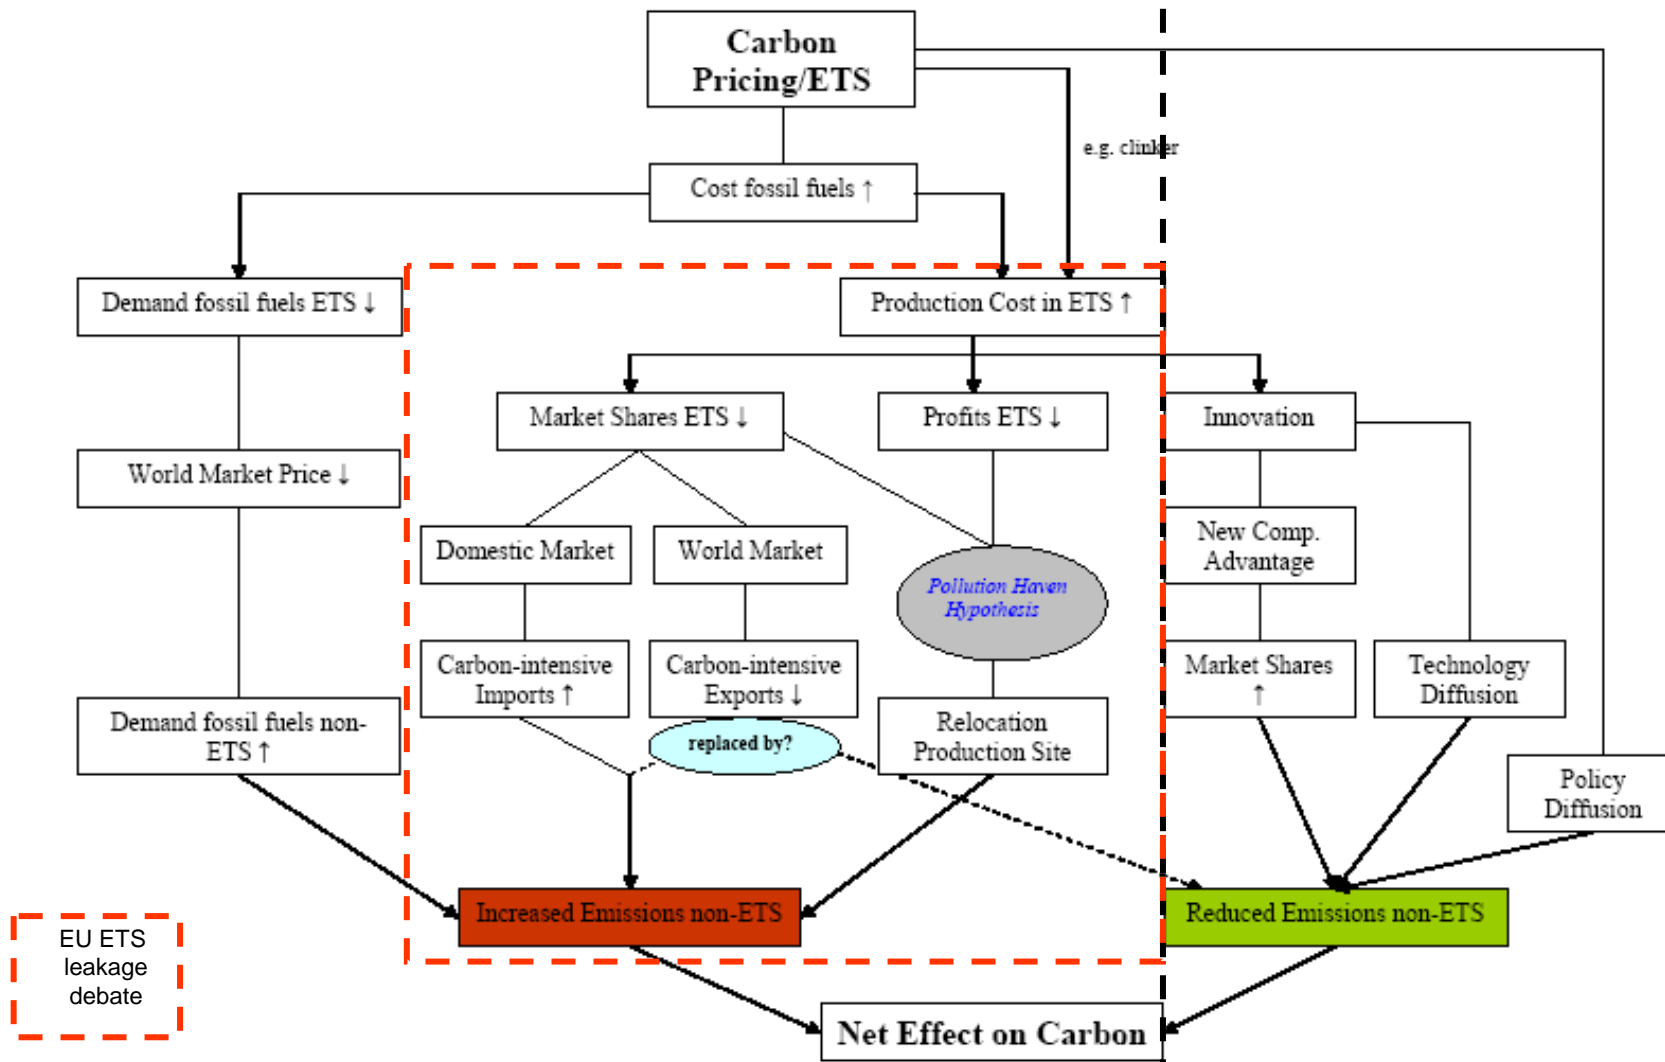 Carbon
Pricing/ETS
e.g. clinker
Cost fossil fuels ↑
Demand fossil fuels ETS ↓
Production Cost in ETS ↑
Market Shares ETS ↓
Profits ETS ↓
Innovation
World Market Price ↓
Domestic Market
World Market
New Comp.
Advantage
Pollution Haven
Hypothesis
Carbon-intensive
Imports ↑
Carbon-intensive
Exports ↓
Market Shares
↑
Technology
Diffusion
Demand fossil fuels non-
ETS ↑
replaced by?
Relocation
Production Site
Policy
Diffusion
Increased Emissions non-ETS
Reduced Emissions non-ETS
EU ETS
leakage
debate
Net Effect on Carbon